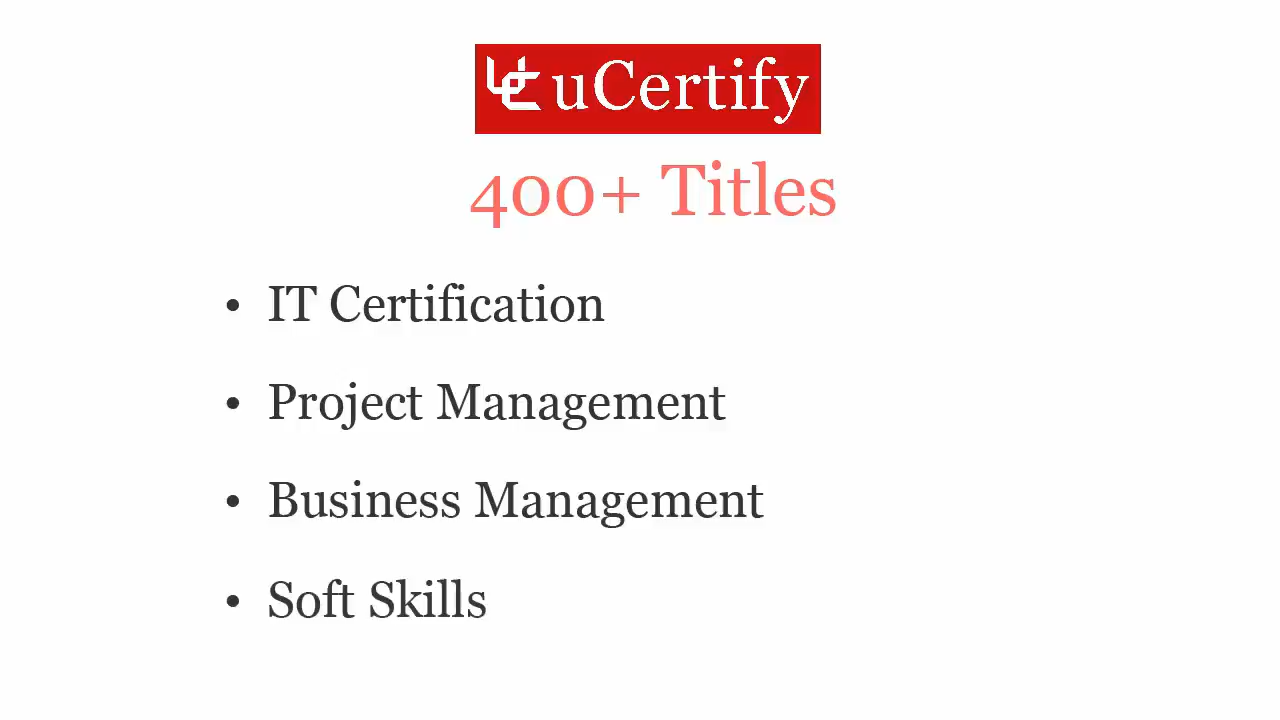 uCertify
400+ Titles
• IT Certification
• Project Management
• Business Management
• Soft Skills